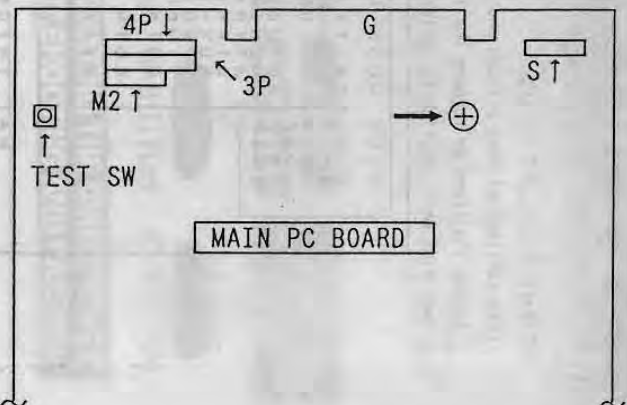 4P ↓
G
S ↑
3P
M2 ↑
TEST SW
MAIN PC BOARD